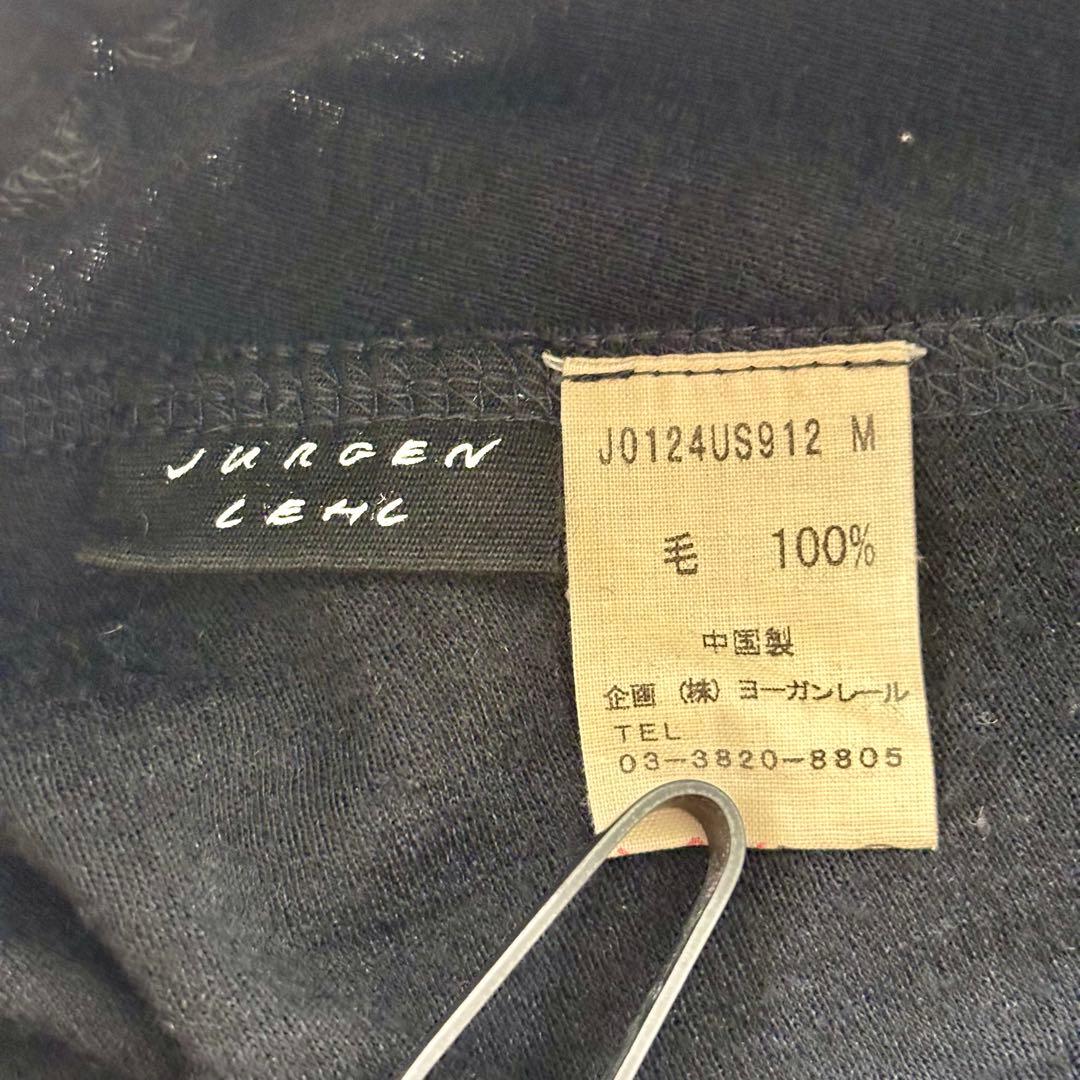 JURGEN
LEHL
J0124US912 M
毛 100%
中国製
企画 (株) ヨーガンレール
TEL
03-3820-8805